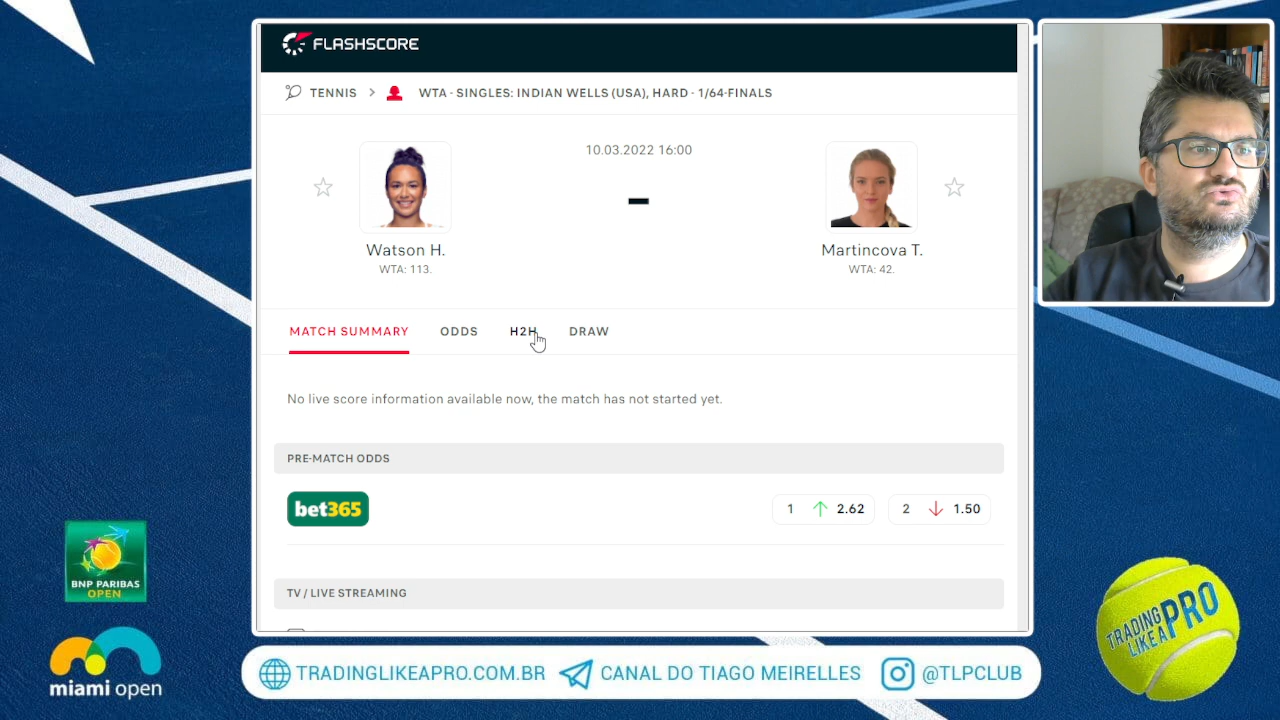 FLASHSCORE
TENNIS > WTA - SINGLES: INDIAN WELLS (USA), HARD - 1/64-FINALS
10.03.2022 16:00
-
Watson H.
WTA: 113.
Martincova T.
WTA: 42.
MATCH SUMMARY ODDS H2H DRAW
No live score information available now, the match has not started yet.
PRE-MATCH ODDS
bet365 1 2.62 2 1.50
TV / LIVE STREAMING
BNP PARIBAS
OPEN
miami open
TRADING
LIKE A
PRO
TRADINGLIKEAPRO.COM.BR CANAL DO TIAGO MEIRELLES @TLPCLUB